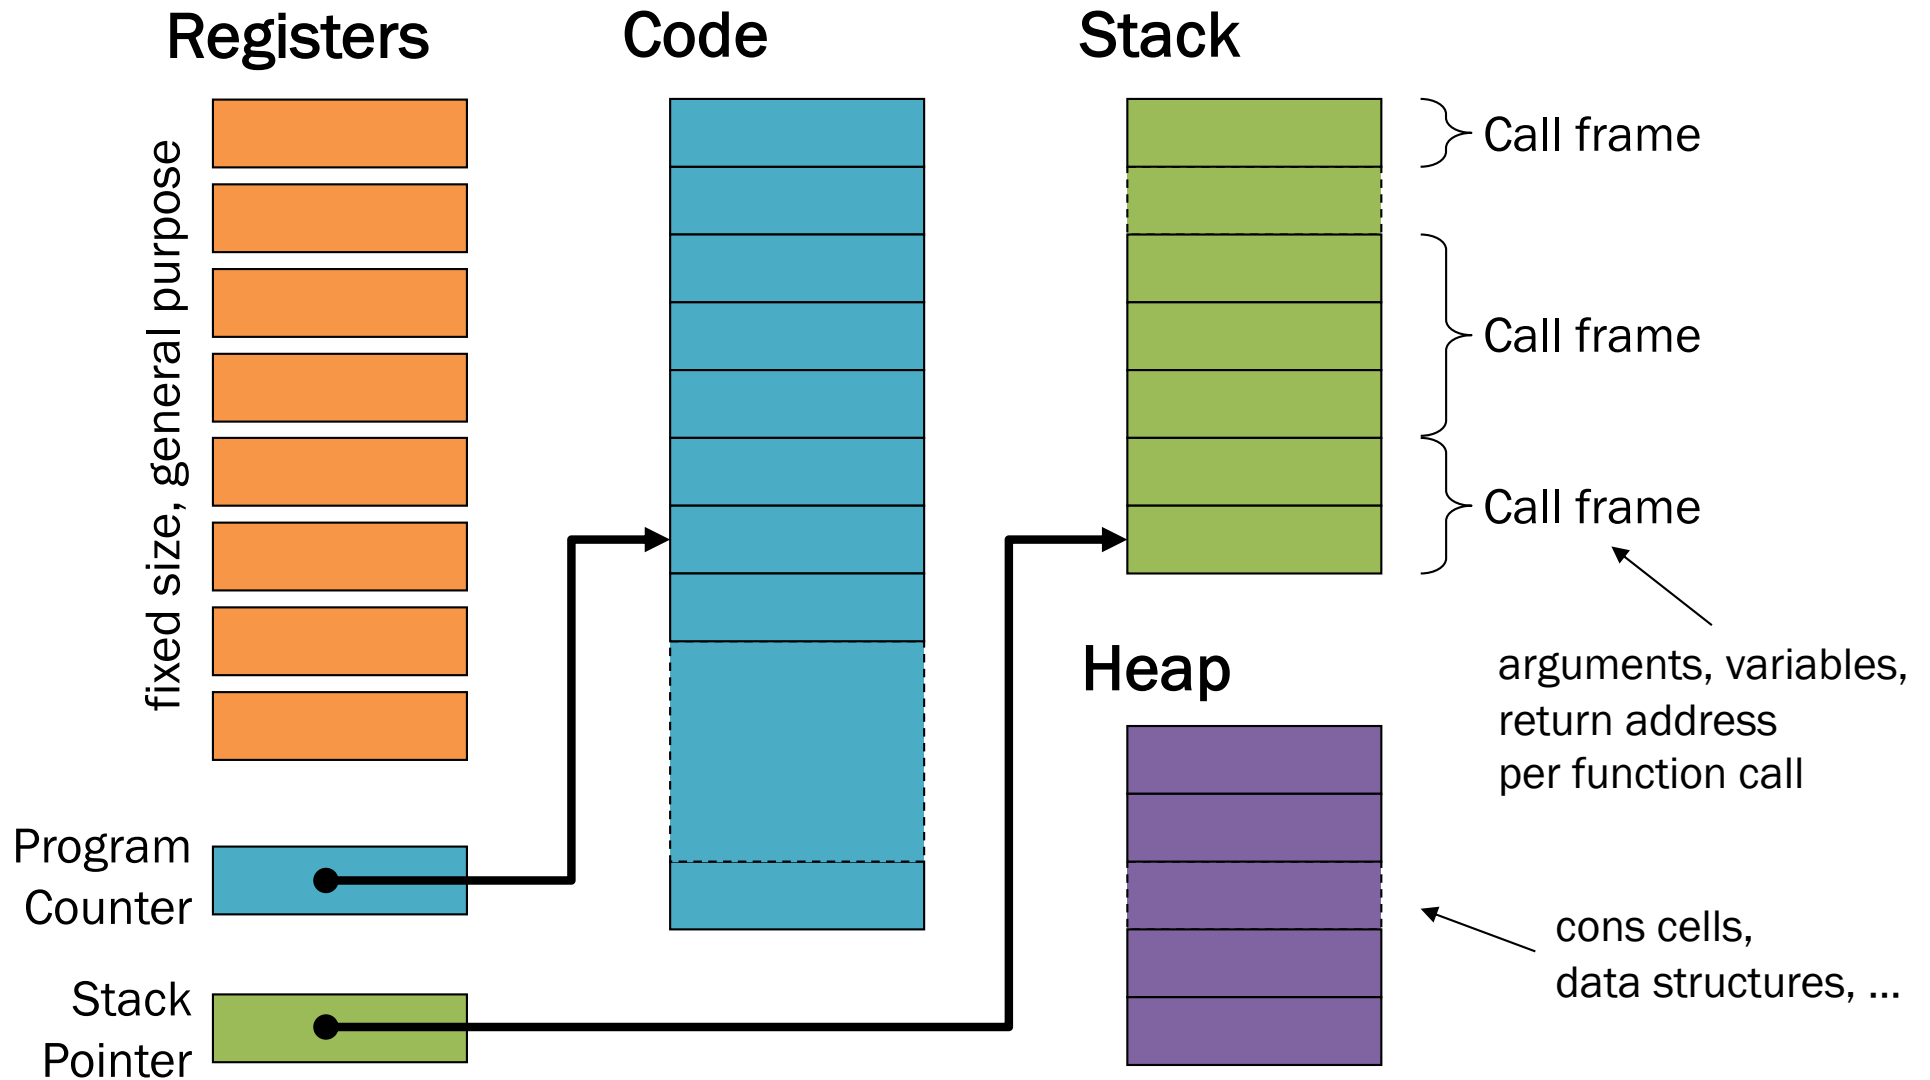 Registers
Code
Stack
fixed size, general purpose
Call frame
Call frame
Call frame
arguments, variables,
return address
per function call
Heap
cons cells,
data structures, ...
Program
Counter
Stack
Pointer